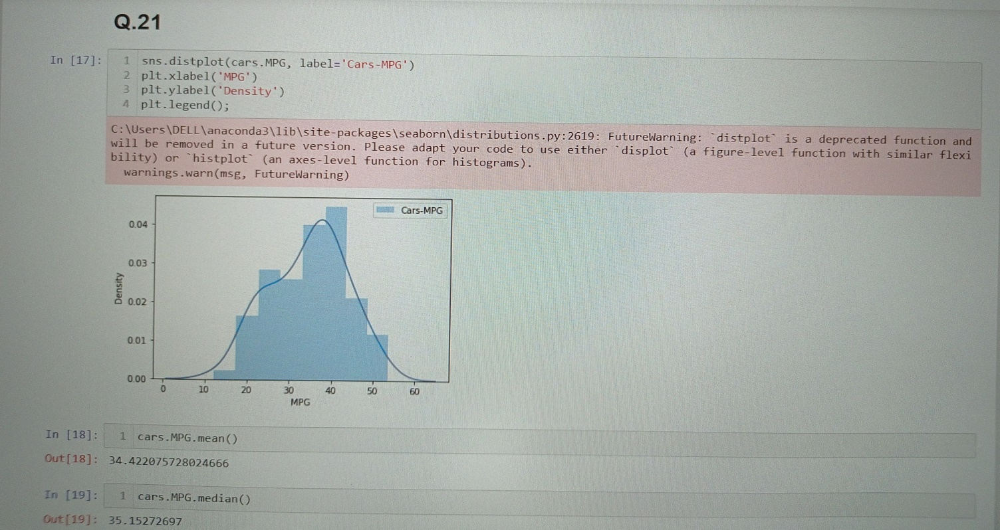 Q.21
In [17]:
1 sns.distplot(cars.MPG, label='Cars-MPG')
2 plt.xlabel('MPG')
3 plt.ylabel('Density')
4 plt.legend();
C:\Users\DELL\anaconda3\lib\site-packages\seaborn\distributions.py:2619: FutureWarning: `distplot` is a deprecated function and
will be removed in a future version. Please adapt your code to use either `displot` (a figure-level function with similar flexi
bility) or `histplot` (an axes-level function for histograms).
warnings.warn(msg, FutureWarning)
Cars-MPG
0.04
0.03
0.02
0.01
0.00
Density
0 10 20 30 40 50 60
MPG
In [18]: 1 cars.MPG.mean()
Out[18]: 34.422075728024666
In [19]: 1 cars.MPG.median()
Out[19]: 35.15272697